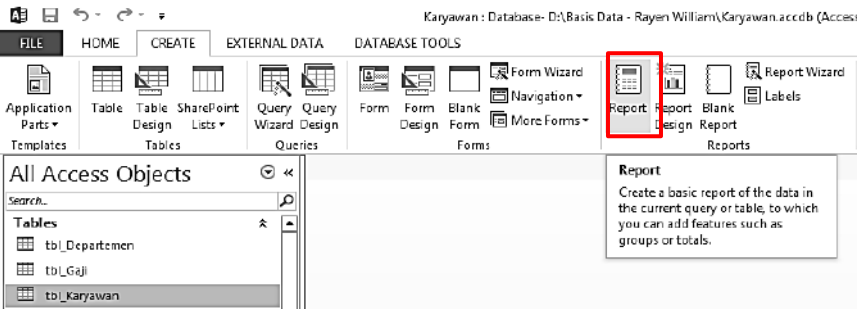 Karyawan : Database- D:\Basis Data - Rayen William\Karyawan.accdb (Acces
FILE HOME CREATE EXTERNAL DATA DATABASE TOOLS
Application Parts
Table
Table Design
SharePoint Lists
Query Wizard
Query Design
Form
Form Design
Blank Form
Form Wizard
Navigation
More Forms
Report
Report Design
Blank Report
Report Wizard
Labels
Templates Tables Queries Forms Reports
All Access Objects
Search...
Tables
tbl_Departemen
tbl_Gaji
tbl_Karyawan
Report
Create a basic report of the data in
the current query or table, to which
you can add features such as
groups or totals.